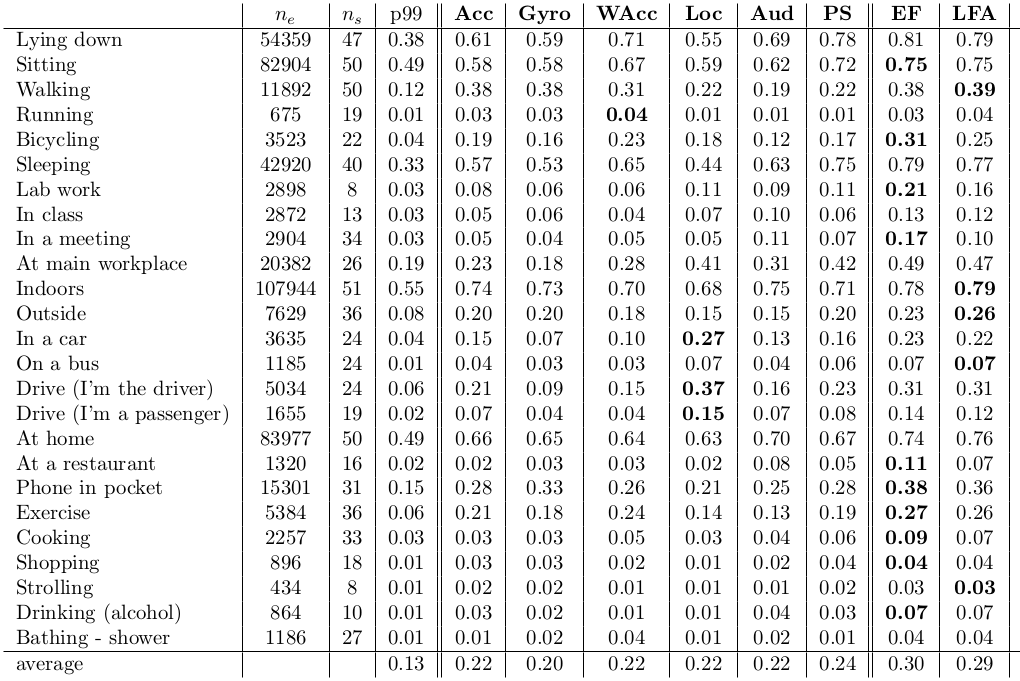 n_e n_s p99 Acc Gyro WAcc Loc Aud PS EF LFA
Lying down 54359 47 0.38 0.61 0.59 0.71 0.55 0.69 0.78 0.81 0.79
Sitting 82904 50 0.49 0.58 0.58 0.67 0.59 0.62 0.72 0.75 0.75
Walking 11892 50 0.12 0.38 0.38 0.31 0.22 0.19 0.22 0.38 0.39
Running 675 19 0.01 0.03 0.03 0.04 0.01 0.01 0.01 0.03 0.04
Bicycling 3523 22 0.04 0.19 0.16 0.23 0.18 0.12 0.17 0.31 0.25
Sleeping 42920 40 0.33 0.57 0.53 0.65 0.44 0.63 0.75 0.79 0.77
Lab work 2898 8 0.03 0.08 0.06 0.06 0.11 0.09 0.11 0.21 0.16
In class 2872 13 0.03 0.05 0.06 0.04 0.07 0.10 0.06 0.13 0.12
In a meeting 2904 34 0.03 0.05 0.04 0.05 0.05 0.11 0.07 0.17 0.10
At main workplace 20382 26 0.19 0.23 0.18 0.28 0.41 0.31 0.42 0.49 0.47
Indoors 107944 51 0.55 0.74 0.73 0.70 0.68 0.75 0.71 0.78 0.79
Outside 7629 36 0.08 0.20 0.20 0.18 0.15 0.15 0.20 0.23 0.26
In a car 3635 24 0.04 0.15 0.07 0.10 0.27 0.13 0.16 0.23 0.22
On a bus 1185 24 0.01 0.04 0.03 0.03 0.07 0.04 0.06 0.07 0.07
Drive (I'm the driver) 5034 24 0.06 0.21 0.09 0.15 0.37 0.16 0.23 0.31 0.31
Drive (I'm a passenger) 1655 19 0.02 0.07 0.04 0.04 0.15 0.07 0.08 0.14 0.12
At home 83977 50 0.49 0.66 0.65 0.64 0.63 0.70 0.67 0.74 0.76
At a restaurant 1320 16 0.02 0.02 0.03 0.03 0.02 0.08 0.05 0.11 0.07
Phone in pocket 15301 31 0.15 0.28 0.33 0.26 0.21 0.25 0.28 0.38 0.36
Exercise 5384 36 0.06 0.21 0.18 0.24 0.14 0.13 0.19 0.27 0.26
Cooking 2257 33 0.03 0.03 0.03 0.05 0.03 0.04 0.06 0.09 0.07
Shopping 896 18 0.01 0.03 0.03 0.02 0.01 0.02 0.04 0.04 0.04
Strolling 434 8 0.01 0.02 0.02 0.01 0.01 0.01 0.02 0.03 0.03
Drinking (alcohol) 864 10 0.01 0.03 0.02 0.01 0.01 0.04 0.03 0.07 0.07
Bathing - shower 1186 27 0.01 0.01 0.02 0.04 0.01 0.02 0.01 0.04 0.04
average 0.13 0.22 0.20 0.22 0.22 0.22 0.24 0.30 0.29